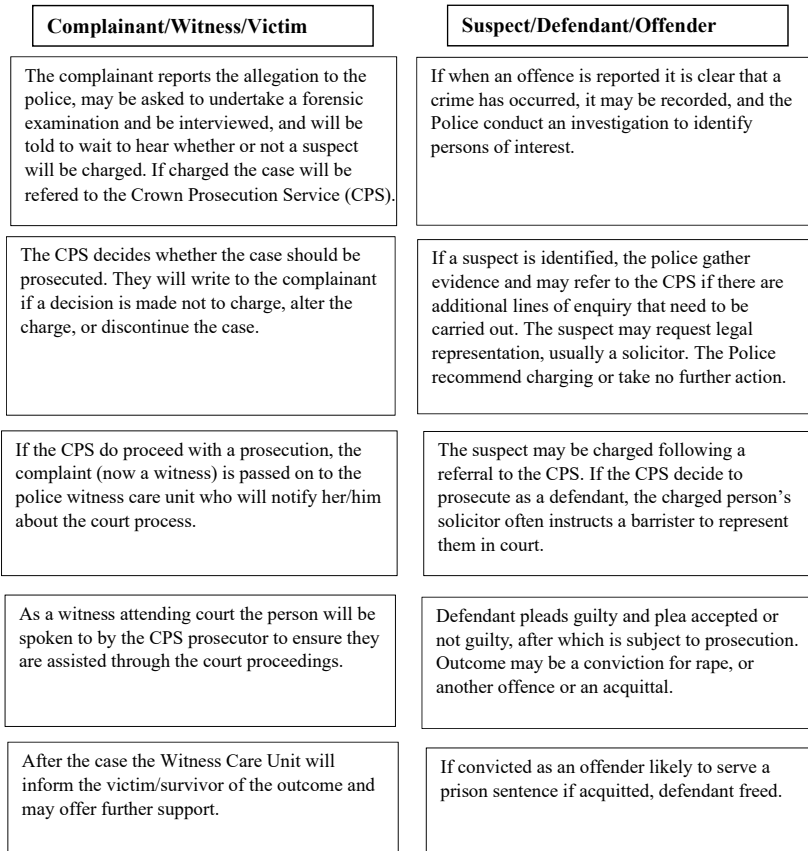 Complainant/Witness/Victim
The complainant reports the allegation to the
police, may be asked to undertake a forensic
examination and be interviewed, and will be
told to wait to hear whether or not a suspect
will be charged. If charged the case will be
refered to the Crown Prosecution Service (CPS).
The CPS decides whether the case should be
prosecuted. They will write to the complainant
if a decision is made not to charge, alter the
charge, or discontinue the case.
If the CPS do proceed with a prosecution, the
complaint (now a witness) is passed on to the
police witness care unit who will notify her/him
about the court process.
As a witness attending court the person will be
spoken to by the CPS prosecutor to ensure they
are assisted through the court proceedings.
After the case the Witness Care Unit will
inform the victim/survivor of the outcome and
may offer further support.
Suspect/Defendant/Offender
If when an offence is reported it is clear that a
crime has occurred, it may be recorded, and the
Police conduct an investigation to identify
persons of interest.
If a suspect is identified, the police gather
evidence and may refer to the CPS if there are
additional lines of enquiry that need to be
carried out. The suspect may request legal
representation, usually a solicitor. The Police
recommend charging or take no further action.
The suspect may be charged following a
referral to the CPS. If the CPS decide to
prosecute as a defendant, the charged person’s
solicitor often instructs a barrister to represent
them in court.
Defendant pleads guilty and plea accepted or
not guilty, after which is subject to prosecution.
Outcome may be a conviction for rape, or
another offence or an acquittal.
If convicted as an offender likely to serve a
prison sentence if acquitted, defendant freed.